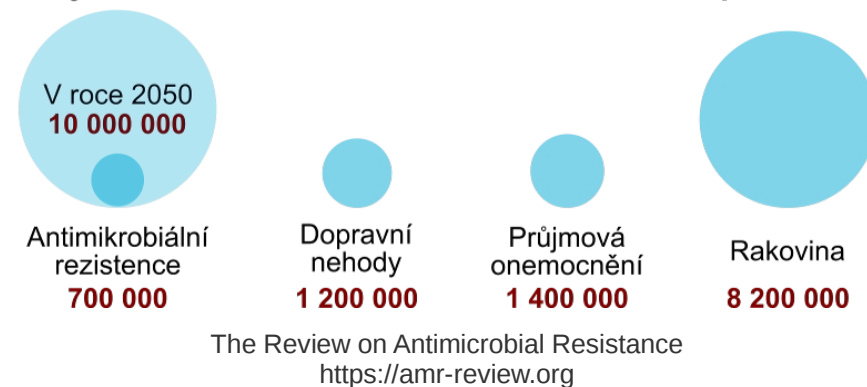 V roce 2050
10 000 000
Antimikrobiální
rezistence
700 000
Dopravní
nehody
1 200 000
Průjmová
onemocnění
1 400 000
Rakovina
8 200 000
The Review on Antimicrobial Resistance
https://amr-review.org